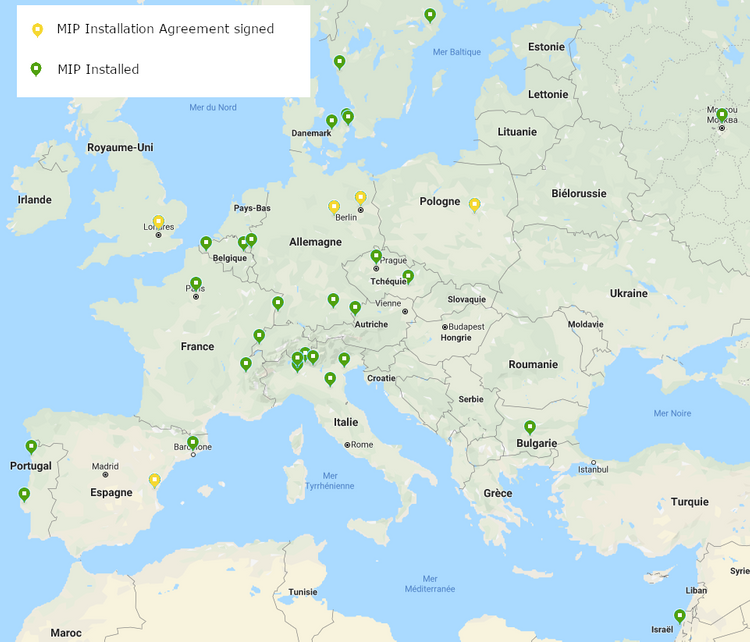 MIP Installation Agreement signed
MIP Installed
Mer Baltique
Estonie
Lettonie
Mer du Nord
Moscou
Москва
Danemark
Lituanie
Royaume-Uni
Irlande
Biélorussie
Pologne
Pays-Bas
Berlin
Londres
Allemagne
Belgique
Prague
Tchéquie
Paris
Ukraine
Slovaquie
Vienne
Autriche
Budapest
Moldavie
Hongrie
France
Roumanie
Croatie
Serbie
Mer Noire
Italie
Barcelone
Rome
Bulgarie
Portugal
Madrid
Istanbul
Mer
Tyrrhénienne
Espagne
Grèce
Turquie
Syrie
Mer
Méditerranée
Tunisie
Liban
Israël
Maroc